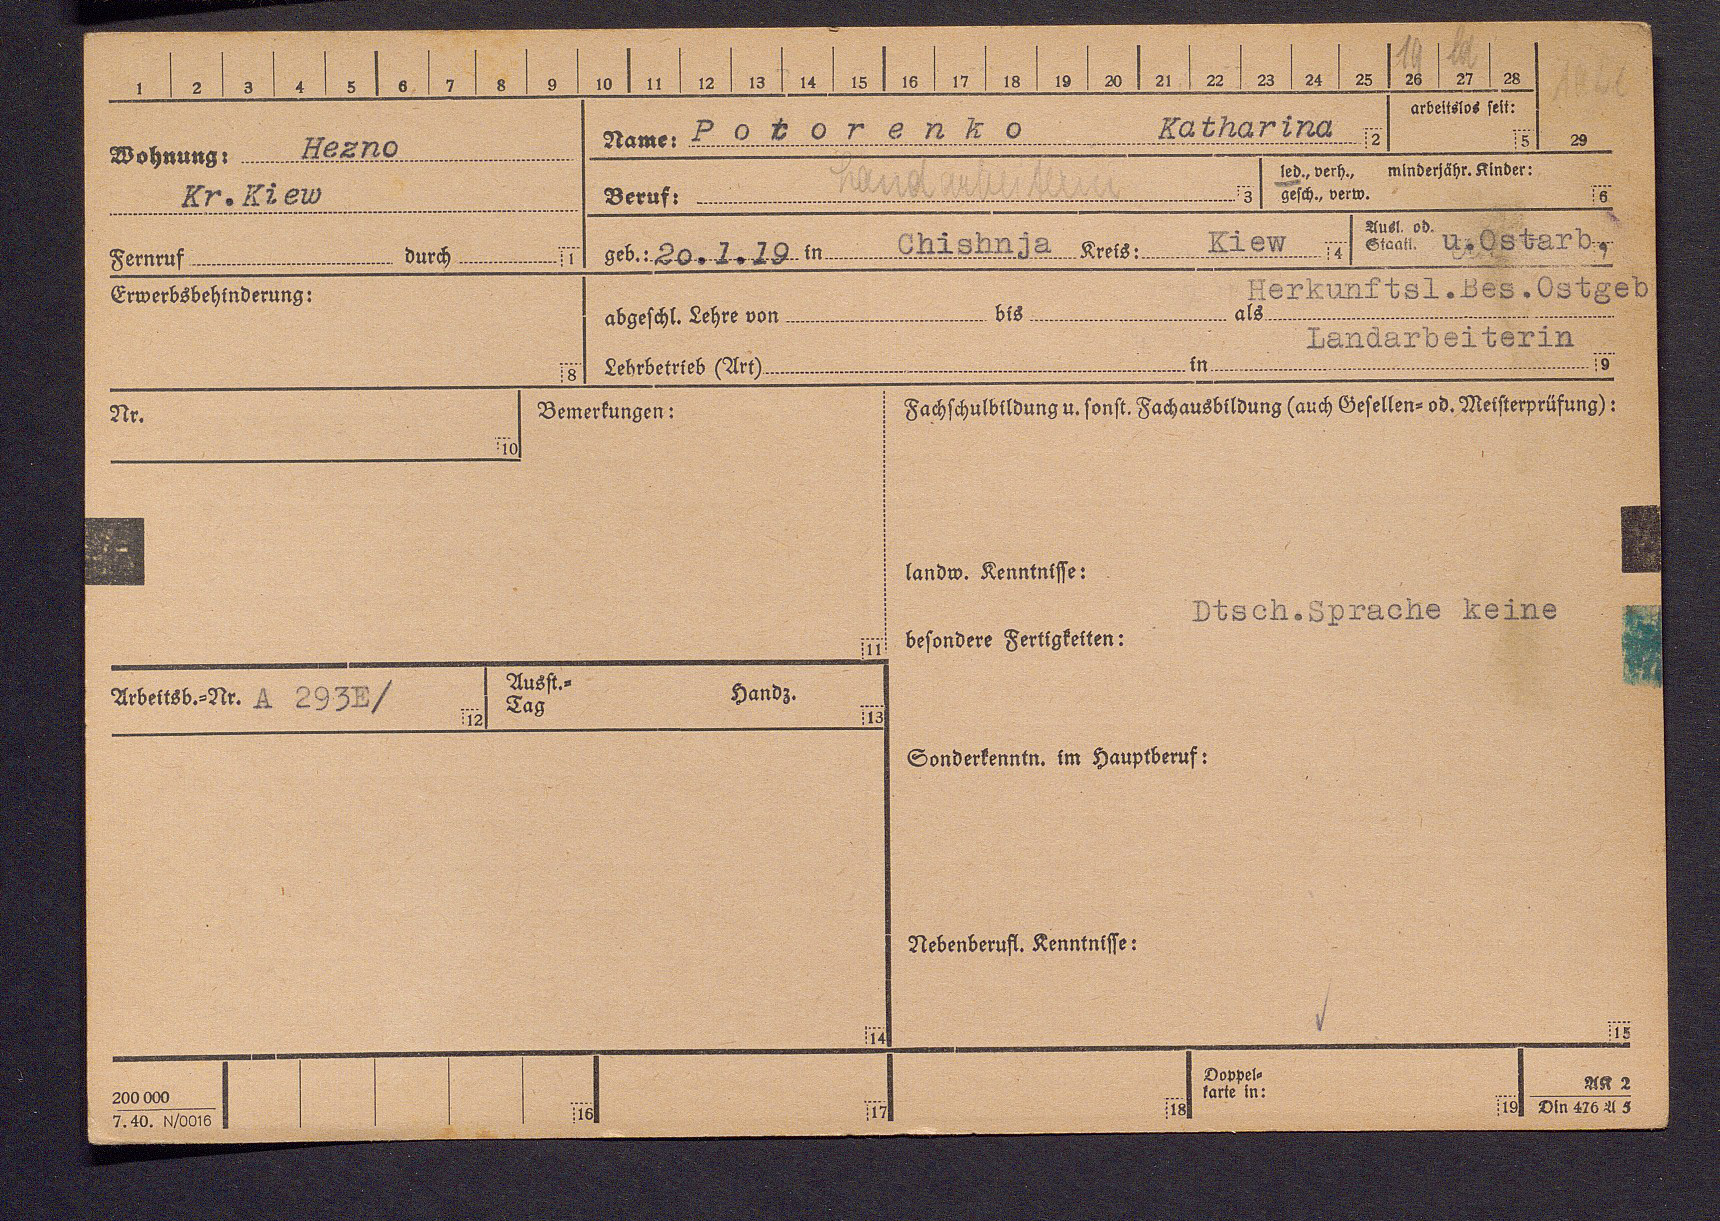 1 2 3 4 5 6 7 8 9 10 11 12 13 14 15 16 17 18 19 20 21 22 23 24 25 26 27 28
19
arbeitslos seit:
5
29
Wohnung: Hezno
Kr.Kiew
Name: Potorenko Katharina 2
Beruf: Landarbeiterin 3
led., verh., minderjähr. Kinder:
gesch., verw. 6
Fernruf durch 1
geb.: 20.1.19 in Chishnja Kreis: Kiew 4
Ausl. od.
Staatl. u.Ostarb. 7
Erwerbsbehinderung:
8
Herkunftsl.Bes.Ostgeb
abgeschl. Lehre von bis als
Landarbeiterin
Lehrbetrieb (Art) in 9
Nr.
10
Bemerkungen:
11
Fachschulbildung u. sonst. Fachausbildung (auch Gesellen= od. Meisterprüfung):
landw. Kenntnisse:
Dtsch.Sprache keine
besondere Fertigkeiten:
Arbeitsb.=Nr. A 293E/ 12
Ausst.=
Tag Handz.
13
Sonderkenntn. im Hauptberuf:
Nebenberufl. Kenntnisse:
14
15
200 000
7. 40. N/0016
16
17
18
Doppel=
karte in:
19
AK 2
Din 476 A 5